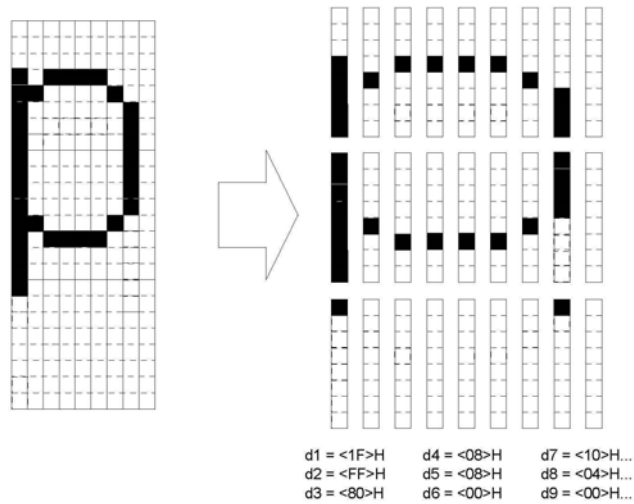 d1 = <1F>H d4 = <08>H d7 = <10>H...
d2 = <FF>H d5 = <08>H d8 = <04>H...
d3 = <80>H d6 = <00>H d9 = <00>H...